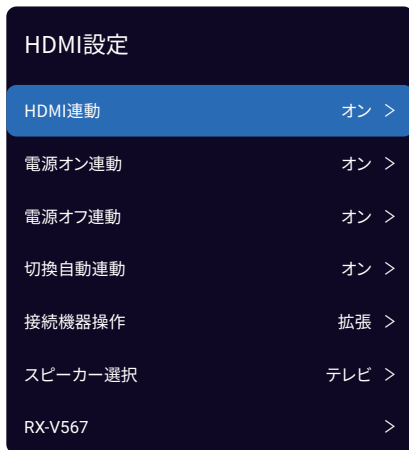 HDMI設定
HDMI連動 オン >
電源オン連動 オン >
電源オフ連動 オン >
切換自動連動 オン >
接続機器操作 拡張 >
スピーカー選択 テレビ >
RX-V567 >